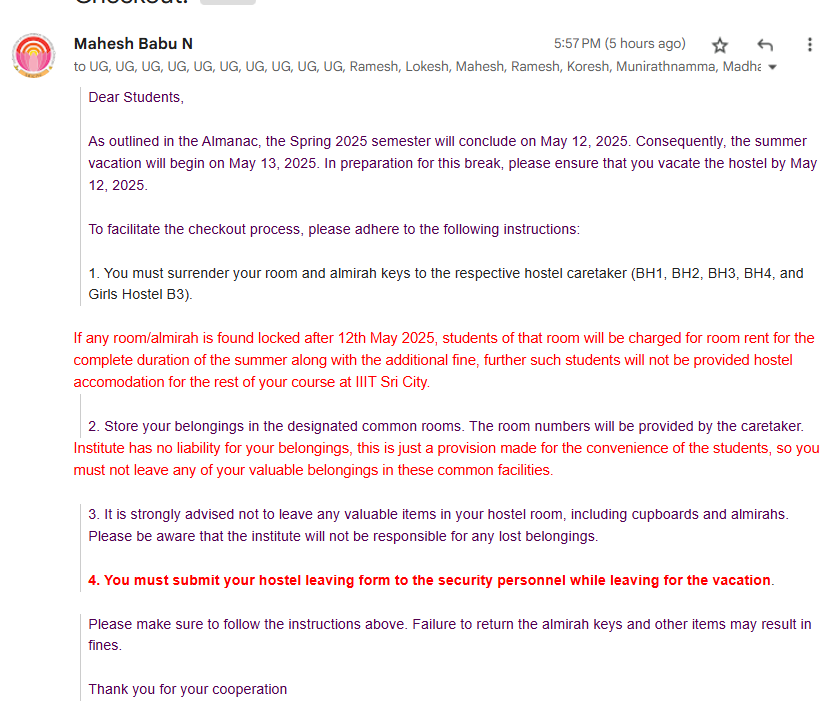 Checkout!
Mahesh Babu N
5:57 PM (5 hours ago)
to UG, UG, UG, UG, UG, UG, UG, UG, UG, UG, Ramesh, Lokesh, Mahesh, Ramesh, Koresh, Munirathnamma, Madha
Dear Students,
As outlined in the Almanac, the Spring 2025 semester will conclude on May 12, 2025. Consequently, the summer
vacation will begin on May 13, 2025. In preparation for this break, please ensure that you vacate the hostel by May
12, 2025.
To facilitate the checkout process, please adhere to the following instructions:
1. You must surrender your room and almirah keys to the respective hostel caretaker (BH1, BH2, BH3, BH4, and
Girls Hostel B3).
If any room/almirah is found locked after 12th May 2025, students of that room will be charged for room rent for the
complete duration of the summer along with the additional fine, further such students will not be provided hostel
accomodation for the rest of your course at IIIT Sri City.
2. Store your belongings in the designated common rooms. The room numbers will be provided by the caretaker.
Institute has no liability for your belongings, this is just a provision made for the convenience of the students, so you
must not leave any of your valuable belongings in these common facilities.
3. It is strongly advised not to leave any valuable items in your hostel room, including cupboards and almirahs.
Please be aware that the institute will not be responsible for any lost belongings.
4. You must submit your hostel leaving form to the security personnel while leaving for the vacation.
Please make sure to follow the instructions above. Failure to return the almirah keys and other items may result in
fines.
Thank you for your cooperation